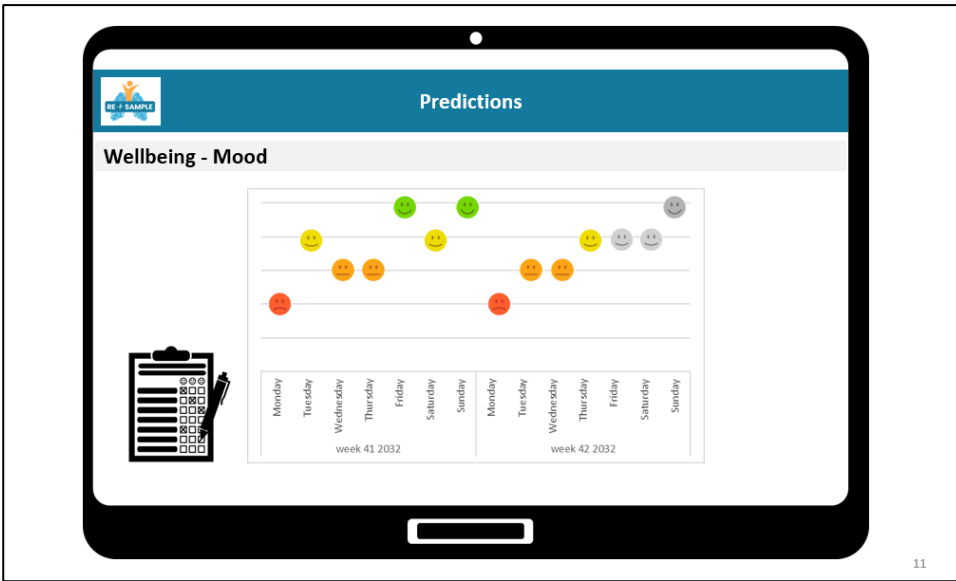 Predictions
RE SAMPLE
Wellbeing - Mood
Monday
Tuesday
Wednesday
Thursday
Friday
Saturday
Sunday
Monday
Tuesday
Wednesday
Thursday
Friday
Saturday
Sunday
week 41 2032
week 42 2032
11